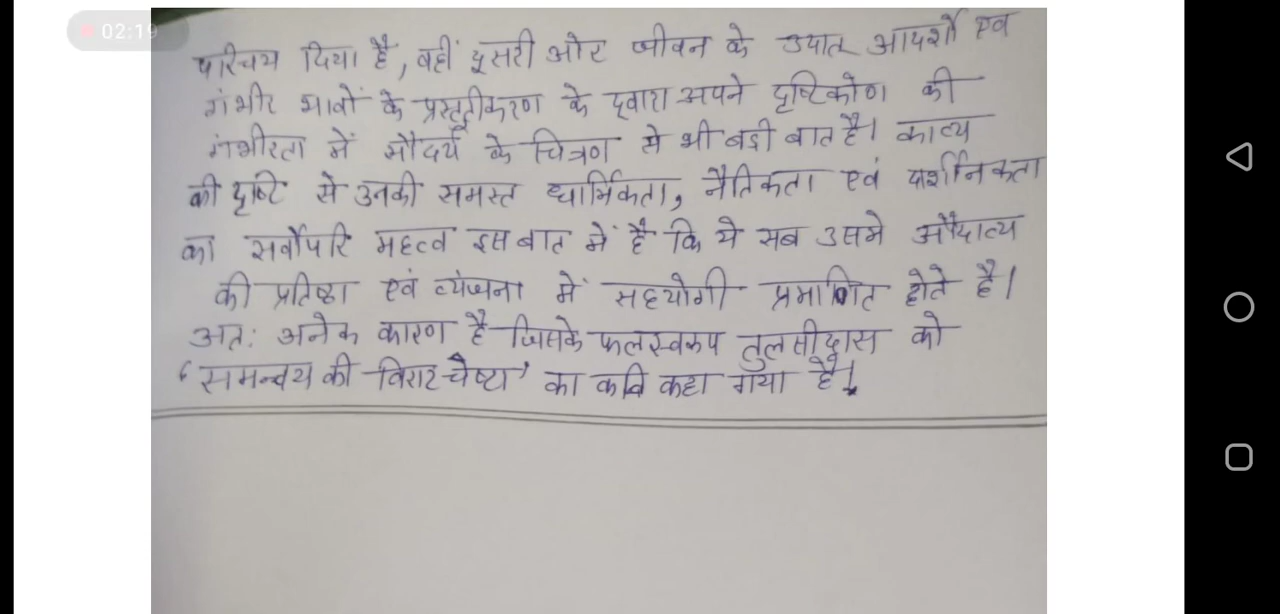 02:19
परिचय दिया है, वहीं दूसरी ओर जीवन के उदात्त आदर्शो एव
गंभीर भावों के प्रस्तुतीकरण के द्वारा अपने दृष्टिकोण की
गंभीरता में सौदर्य के चित्रण से भी बडी बात है। काव्य
की दृष्टि से उनकी समस्त धार्मिकता, नैतिकता एवं दार्शनिकता
का सर्वोपरि महत्व इस बात में है कि ये सब उसमे औदात्य
की प्रतिष्ठा एवं व्यंजना में सहयोगी प्रमाणित होते है।
अत: अनेक कारण है जिसके फलस्वरूप तुलसीदास को
'समन्वय की विराट चेष्टा' का कवि कहा गया है।